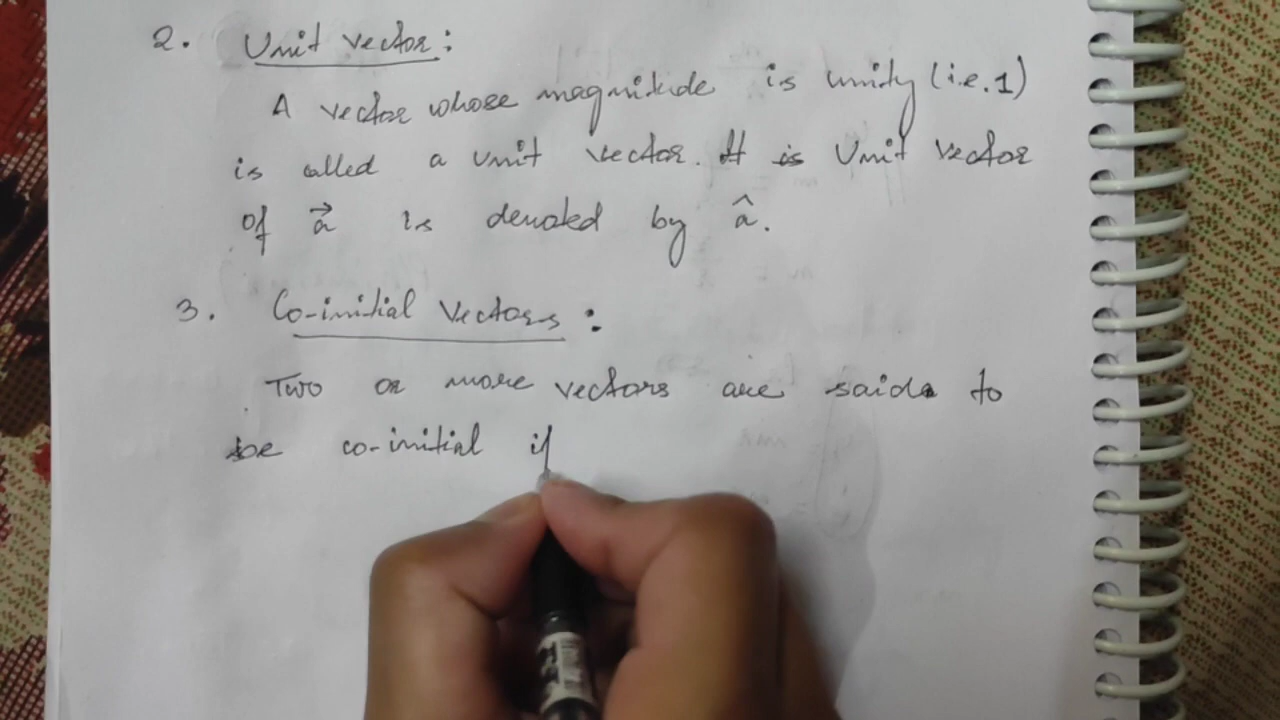 2. Unit vector:
A vector whose magnitude is unity (i.e. 1)
is called a unit vector. It is Unit vector
of a⃗ is denoted by â.
3. Co-initial Vectors:
Two or more vectors are said to
be co-initial if